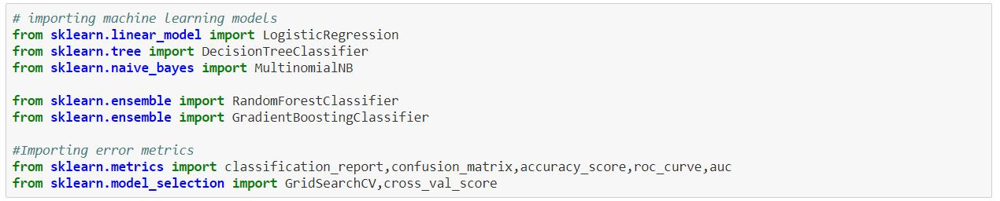 # importing machine learning models
from sklearn.linear_model import LogisticRegression
from sklearn.tree import DecisionTreeClassifier
from sklearn.naive_bayes import MultinomialNB
from sklearn.ensemble import RandomForestClassifier
from sklearn.ensemble import GradientBoostingClassifier
#Importing error metrics
from sklearn.metrics import classification_report,confusion_matrix,accuracy_score,roc_curve,auc
from sklearn.model_selection import GridSearchCV,cross_val_score